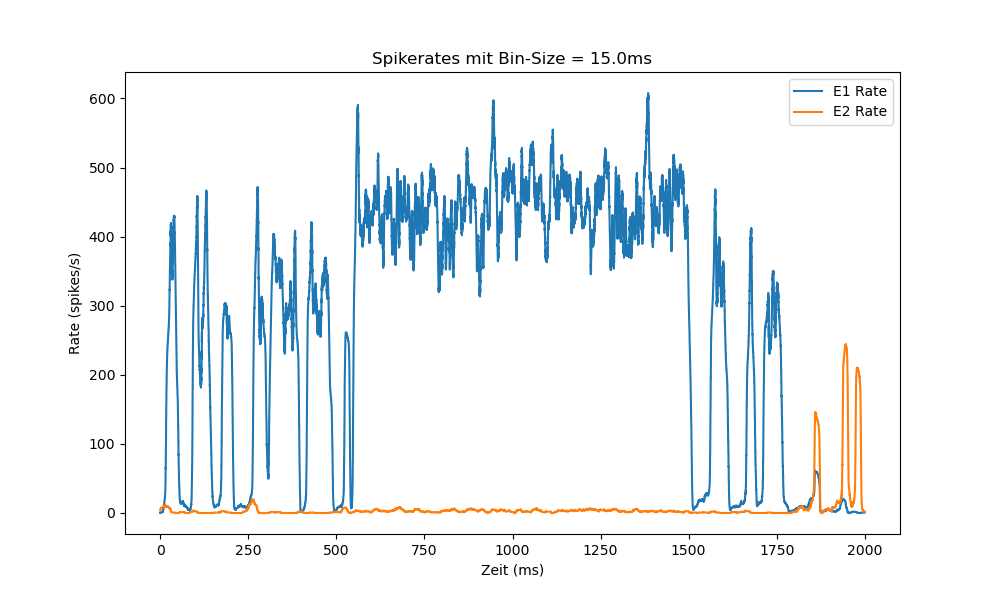 Spikerates mit Bin-Size = 15.0ms
E1 Rate
E2 Rate
600
500
400
300
200
100
0
Rate (spikes/s)
0 250 500 750 1000 1250 1500 1750 2000
Zeit (ms)